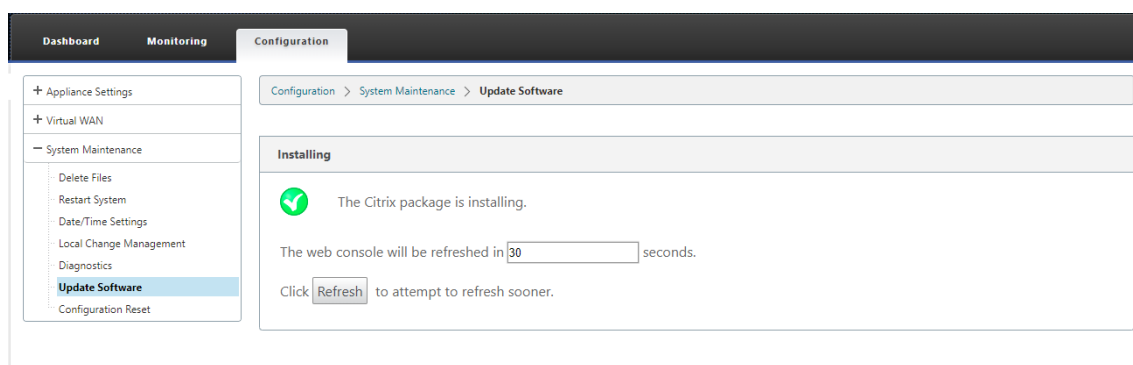 Dashboard Monitoring Configuration
+ Appliance Settings
+ Virtual WAN
− System Maintenance
Delete Files
Restart System
Date/Time Settings
Local Change Management
Diagnostics
Update Software
Configuration Reset
Configuration > System Maintenance > Update Software
Installing
The Citrix package is installing.
The web console will be refreshed in 30 seconds.
Click Refresh to attempt to refresh sooner.